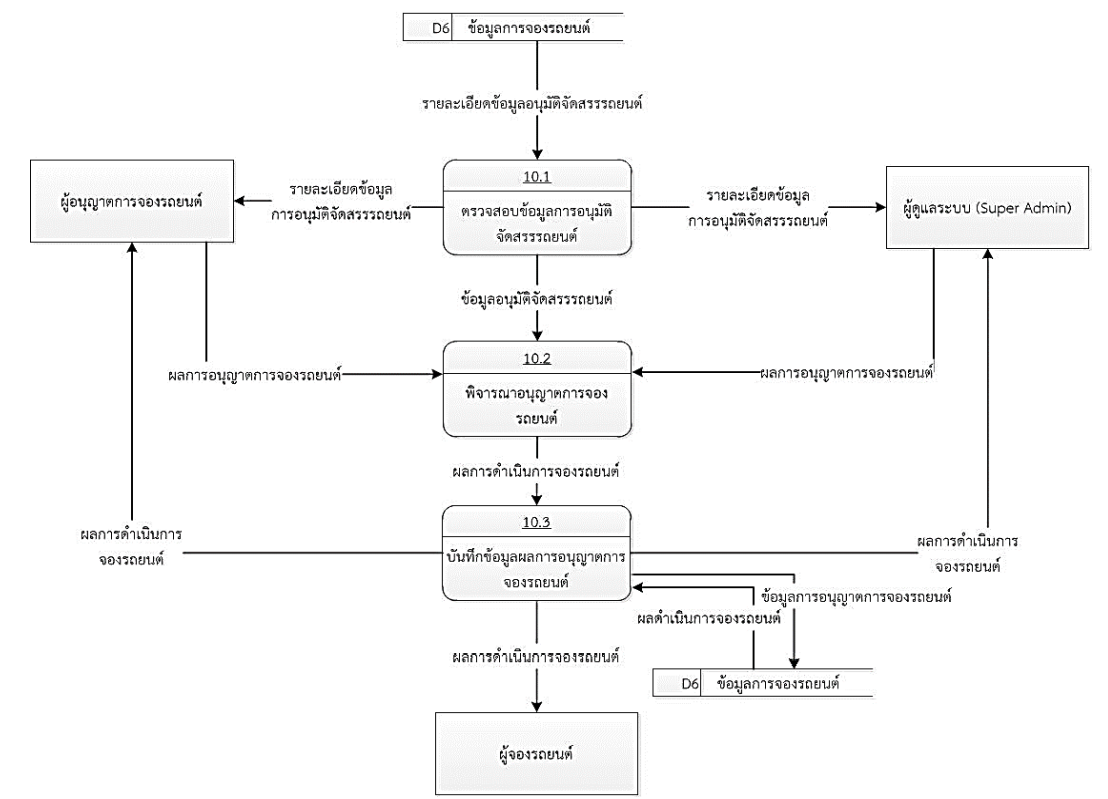 D6 ข้อมูลการจองรถยนต์
รายละเอียดข้อมูลอนุมัติจัดสรรรถยนต์
ผู้อนุญาตการจองรถยนต์
รายละเอียดข้อมูล
การอนุมัติจัดสรรรถยนต์
10.1
ตรวจสอบข้อมูลการอนุมัติ
จัดสรรรถยนต์
รายละเอียดข้อมูล
การอนุมัติจัดสรรรถยนต์
ผู้ดูแลระบบ (Super Admin)
ข้อมูลอนุมัติจัดสรรรถยนต์
ผลการอนุญาตการจองรถยนต์
10.2
พิจารณาอนุญาตการจอง
รถยนต์
ผลการอนุญาตการจองรถยนต์
ผลการดำเนินการจองรถยนต์
ผลการดำเนินการ
จองรถยนต์
10.3
บันทึกข้อมูลผลการอนุญาตการ
จองรถยนต์
ผลการดำเนินการ
จองรถยนต์
ข้อมูลการอนุญาตการจองรถยนต์
ผลดำเนินการจองรถยนต์
ผลการดำเนินการจองรถยนต์
D6 ข้อมูลการจองรถยนต์
ผู้จองรถยนต์